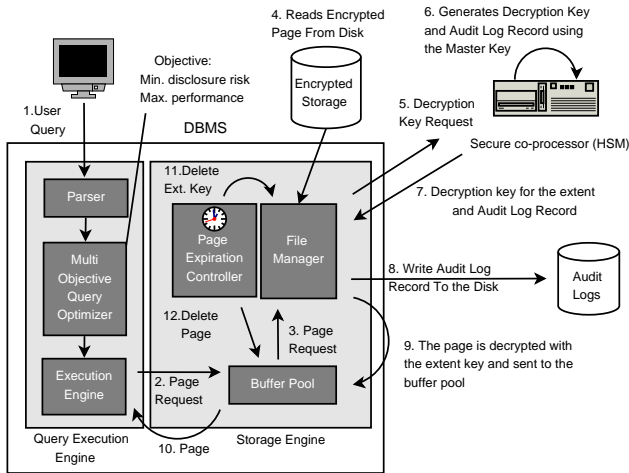 4. Reads Encrypted
Page From Disk
6. Generates Decryption Key
and Audit Log Record using
the Master Key
Objective:
Min. disclosure risk
Max. performance
1.User
Query
Encrypted
Storage
5. Decryption
Key Request
DBMS
Secure co-processor (HSM)
11.Delete
Ext. Key
7. Decryption key for the extent
and Audit Log Record
Parser
Page
Expiration
Controller
File
Manager
Multi
Objective
Query
Optimizer
8. Write Audit Log
Record To the Disk
Audit
Logs
12.Delete
Page
3. Page
Request
9. The page is decrypted with
the extent key and sent to the
buffer pool
Execution
Engine
2. Page
Request
Buffer Pool
10. Page
Query Execution
Engine
Storage Engine